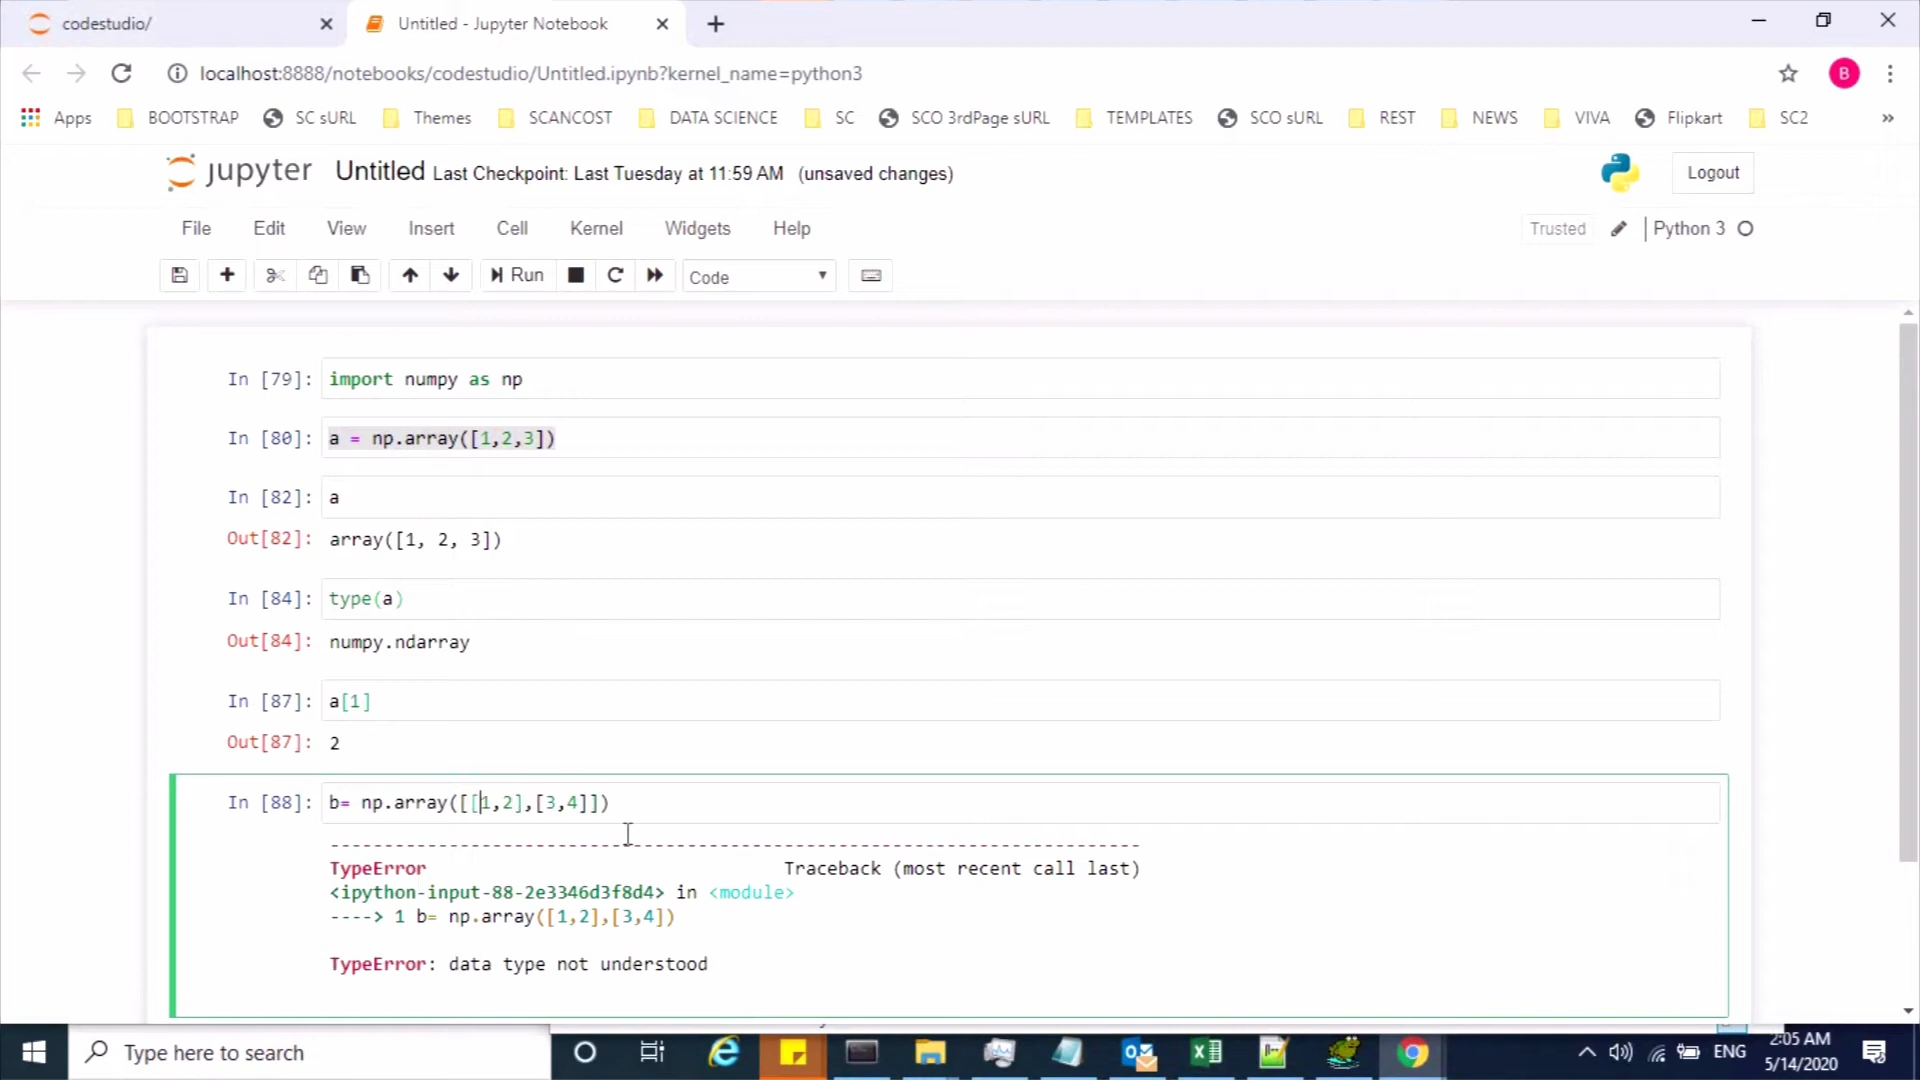 codestudio/
Untitled - Jupyter Notebook
localhost:8888/notebooks/codestudio/Untitled.ipynb?kernel_name=python3
B
Apps BOOTSTRAP SC sURL Themes SCANCOST DATA SCIENCE SC SCO 3rdPage sURL TEMPLATES SCO sURL REST NEWS VIVA Flipkart SC2 »
jupyter Untitled Last Checkpoint: Last Tuesday at 11:59 AM (unsaved changes)
Logout
File Edit View Insert Cell Kernel Widgets Help
Trusted Python 3
Run Code
In [79]: import numpy as np
In [80]: a = np.array([1,2,3])
In [82]: a
Out[82]: array([1, 2, 3])
In [84]: type(a)
Out[84]: numpy.ndarray
In [87]: a[1]
Out[87]: 2
In [88]: b= np.array([[1,2],[3,4]])
---------------------------------------------------------------------------
TypeError Traceback (most recent call last)
<ipython-input-88-2e3346d3f8d4> in <module>
----> 1 b= np.array([1,2],[3,4])
TypeError: data type not understood
Type here to search
ENG
2:05 AM
5/14/2020